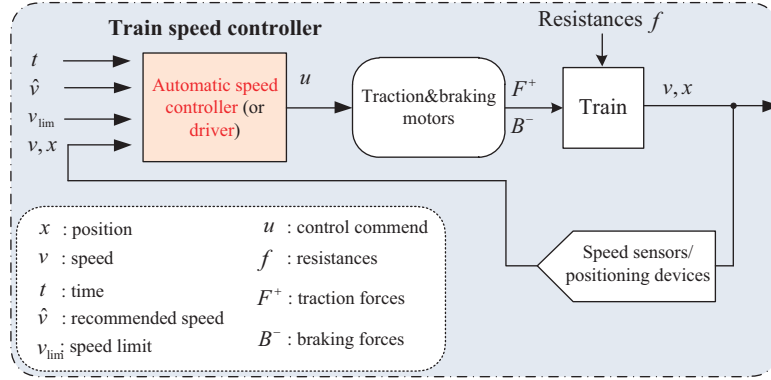 Train speed controller
Resistances f
t
v̂
v_lim
v, x
Automatic speed
controller (or
driver)
u
Traction&braking
motors
F⁺
B⁻
Train
v, x
Speed sensors/
positioning devices
x : position
v : speed
t : time
v̂ : recommended speed
v_lim : speed limit
u : control commend
f : resistances
F⁺ : traction forces
B⁻ : braking forces